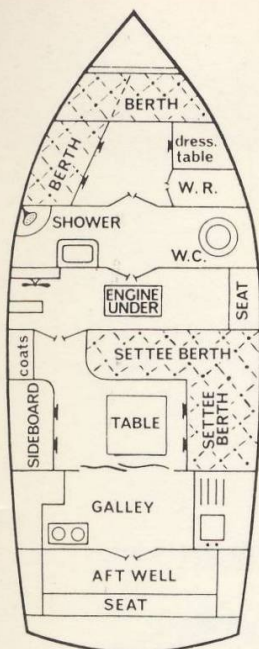 BERTH
dress.
table
BERTH
W. R.
SHOWER
W.C.
ENGINE
UNDER
SEAT
coats
SETTEE BERTH
SIDEBOARD
TABLE
SETTEE
BERTH
GALLEY
AFT WELL
SEAT